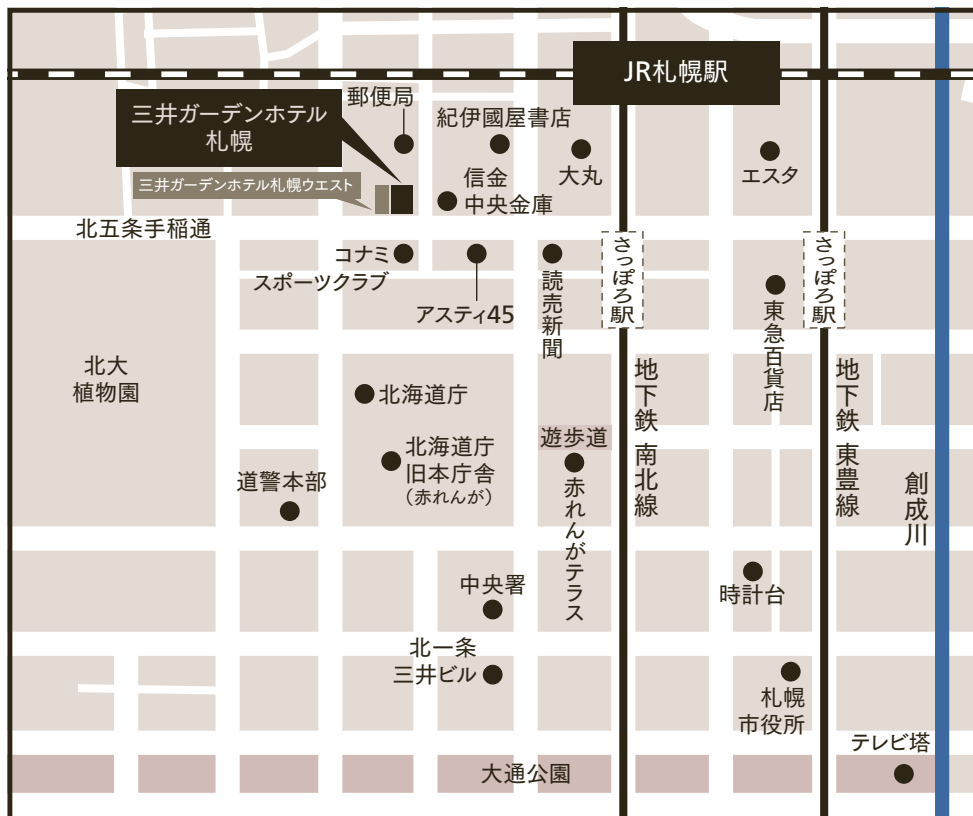 JR札幌駅
三井ガーデンホテル
札幌
郵便局
紀伊國屋書店
大丸
エスタ
三井ガーデンホテル札幌ウエスト
信金
中央金庫
北五条手稲通
コナミ
スポーツクラブ
アスティ45
読売新聞
さっぽろ駅
さっぽろ駅
東急百貨店
北大
植物園
北海道庁
地下鉄 南北線
地下鉄 東豊線
遊歩道
北海道庁
旧本庁舎
(赤れんが)
道警本部
赤れんがテラス
創成川
中央署
時計台
北一条
三井ビル
札幌
市役所
テレビ塔
大通公園